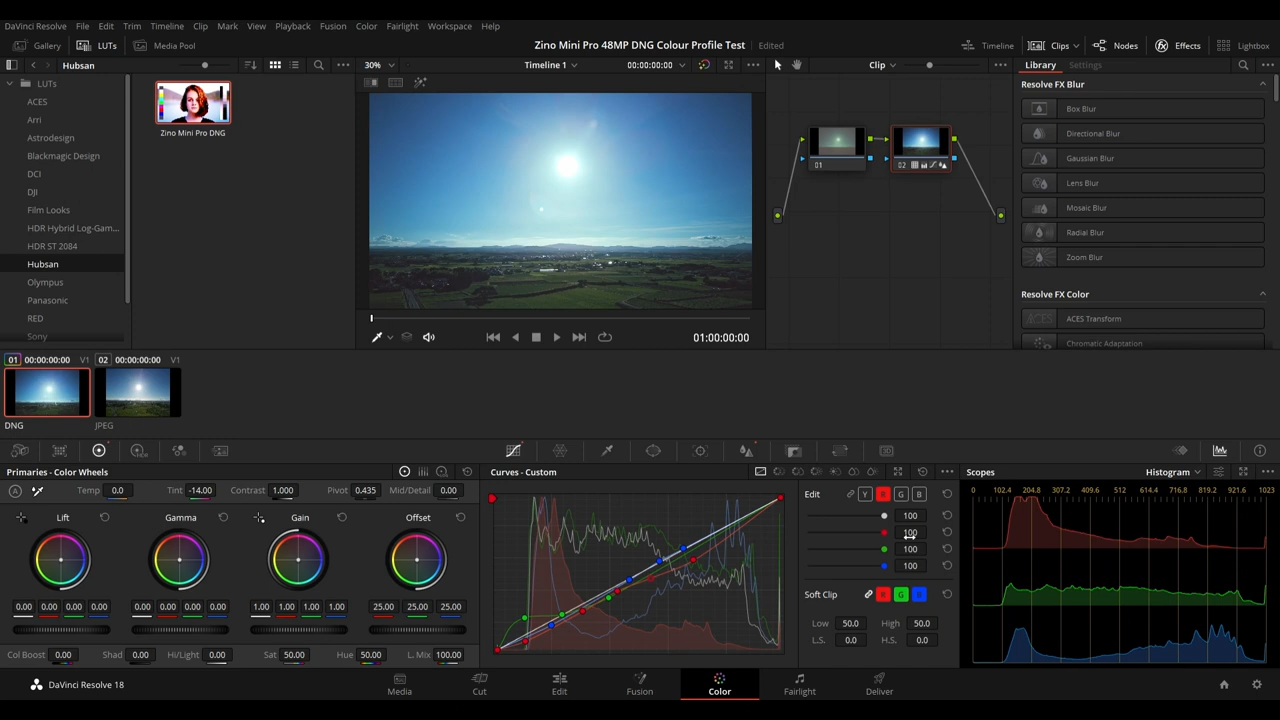 DaVinci Resolve File Edit Trim Timeline Clip Mark View Playback Fusion Color Fairlight Workspace Help
Gallery LUTs Media Pool Zino Mini Pro 48MP DNG Colour Profile Test Edited Timeline Clips Nodes Effects Lightbox
Hubsan 30% Timeline 1 00:00:00:00 Clip Library Settings
LUTs
ACES
Arri
Astrodesign
Blackmagic Design
DCI
DJI
Film Looks
HDR Hybrid Log-Gam...
HDR ST 2084
Hubsan
Olympus
Panasonic
RED
Sony
Zino Mini Pro DNG
01:00:00:00
01 02
Resolve FX Blur
Box Blur
Directional Blur
Gaussian Blur
Lens Blur
Mosaic Blur
Radial Blur
Zoom Blur
Resolve FX Color
ACES ACES Transform
Chromatic Adaptation
01 00:00:00:00 V1 02 00:00:00:00 V1
DNG JPEG
Primaries - Color Wheels
Temp 0.0 Tint -14.00 Contrast 1.000 Pivot 0.435 Mid/Detail 0.00
Lift Gamma Gain Offset
0.00 0.00 0.00 0.00 0.00 0.00 0.00 0.00 1.00 1.00 1.00 1.00 25.00 25.00 25.00
Col Boost 0.00 Shad 0.00 Hi/Light 0.00 Sat 50.00 Hue 50.00 L. Mix 100.00
Curves - Custom
Edit Y R G B
100
100
100
100
Soft Clip R G B
Low 50.0 High 50.0
L.S. 0.0 H.S. 0.0
Scopes Histogram
0 102.4 204.8 307.2 409.6 512 614.4 716.8 819.2 921.6 1023
DaVinci Resolve 18 Media Cut Edit Fusion Color Fairlight Deliver